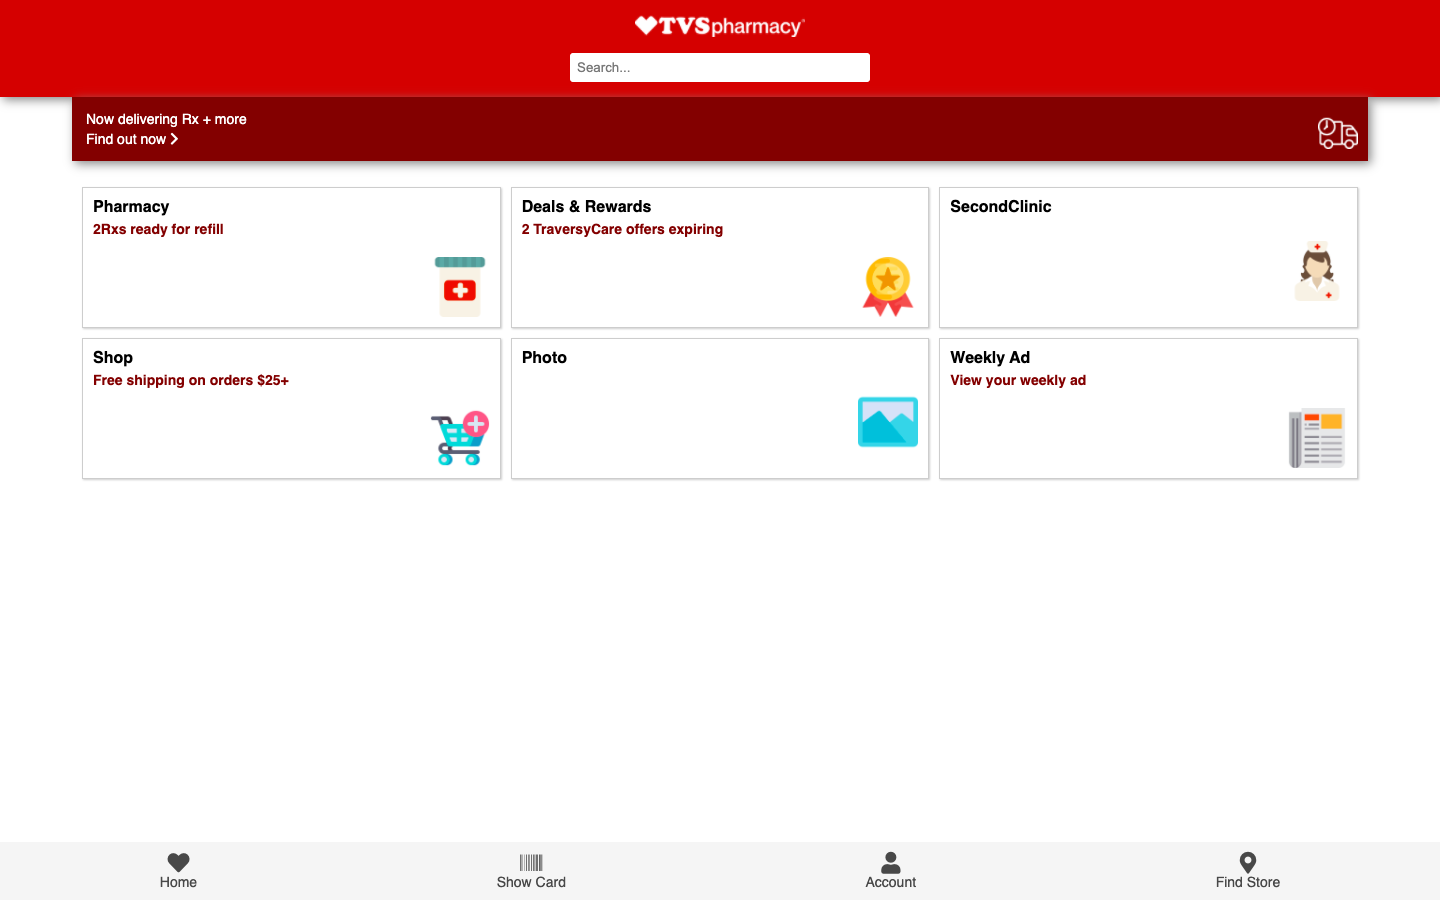 TVSpharmacy
Search...
Now delivering Rx + more
Find out now
Pharmacy
2Rxs ready for refill
Deals & Rewards
2 TraversyCare offers expiring
SecondClinic
Shop
Free shipping on orders $25+
Photo
Weekly Ad
View your weekly ad
Home
Show Card
Account
Find Store